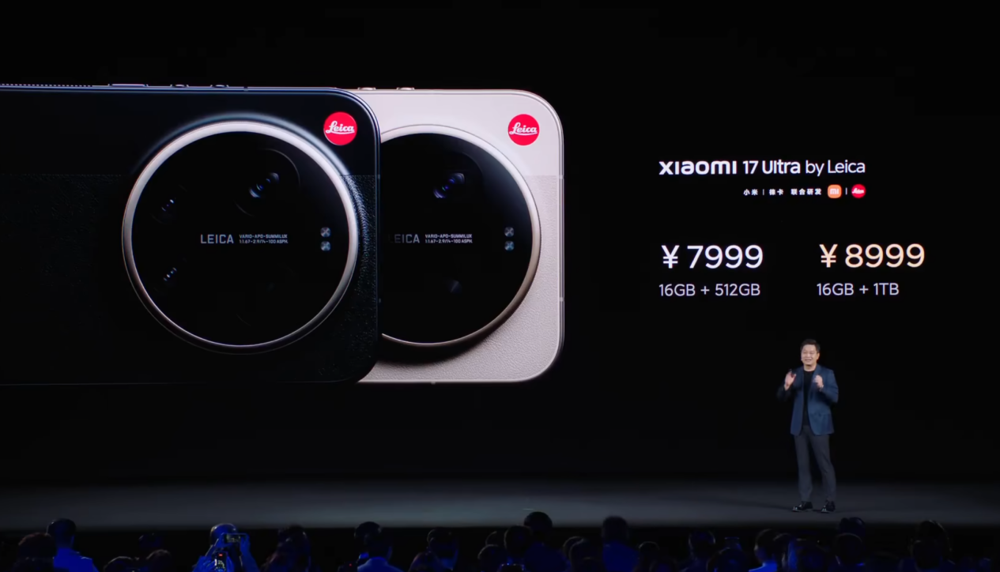 Leica
Leica
LEICA VARIO-APO-SUMMILUX
1:1.67-2.9/14-100 ASPH.
LEICA VARIO-APO-SUMMILUX
1:1.67-2.9/14-100 ASPH.
xiaomi 17 Ultra by Leica
小米 | 徕卡 联合研发 mi | Leica
¥7999
¥8999
16GB + 512GB
16GB + 1TB